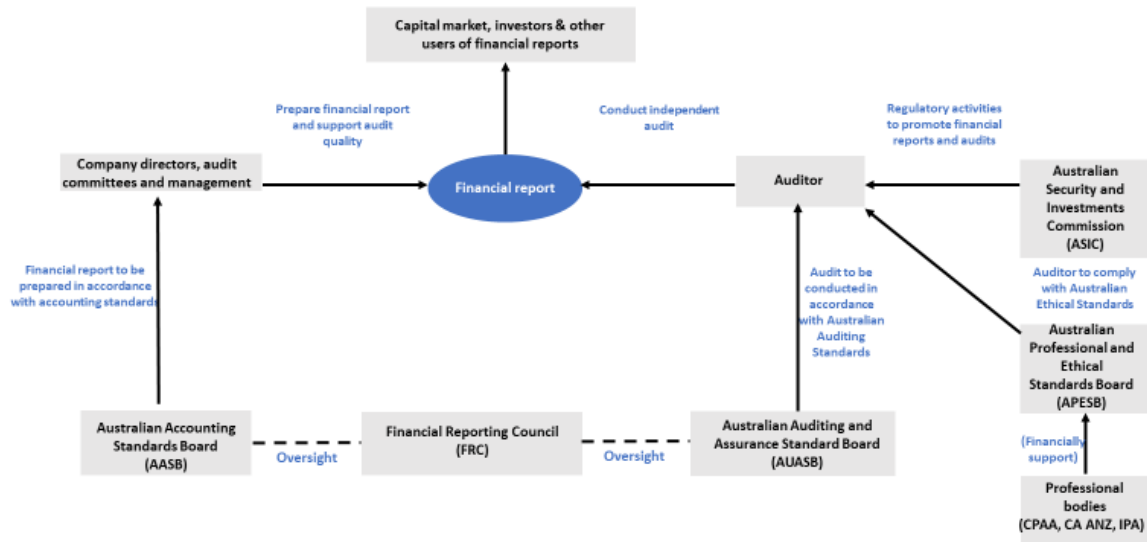 Capital market, investors & other
users of financial reports
Prepare financial report
and support audit
quality
Conduct independent
audit
Regulatory activities
to promote financial
reports and audits
Company directors, audit
committees and management
Financial report
Auditor
Australian
Security and
Investments
Commission
(ASIC)
Financial report to be
prepared in accordance
with accounting standards
Audit to be
conducted in
accordance
with Australian
Auditing
Standards
Auditor to comply
with Australian
Ethical Standards
Australian
Professional and
Ethical
Standards Board
(APESB)
Australian Accounting
Standards Board
(AASB)
Oversight
Financial Reporting Council
(FRC)
Oversight
Australian Auditing and
Assurance Standard Board
(AUASB)
(Financially
support)
Professional
bodies
(CPAA, CA ANZ, IPA)